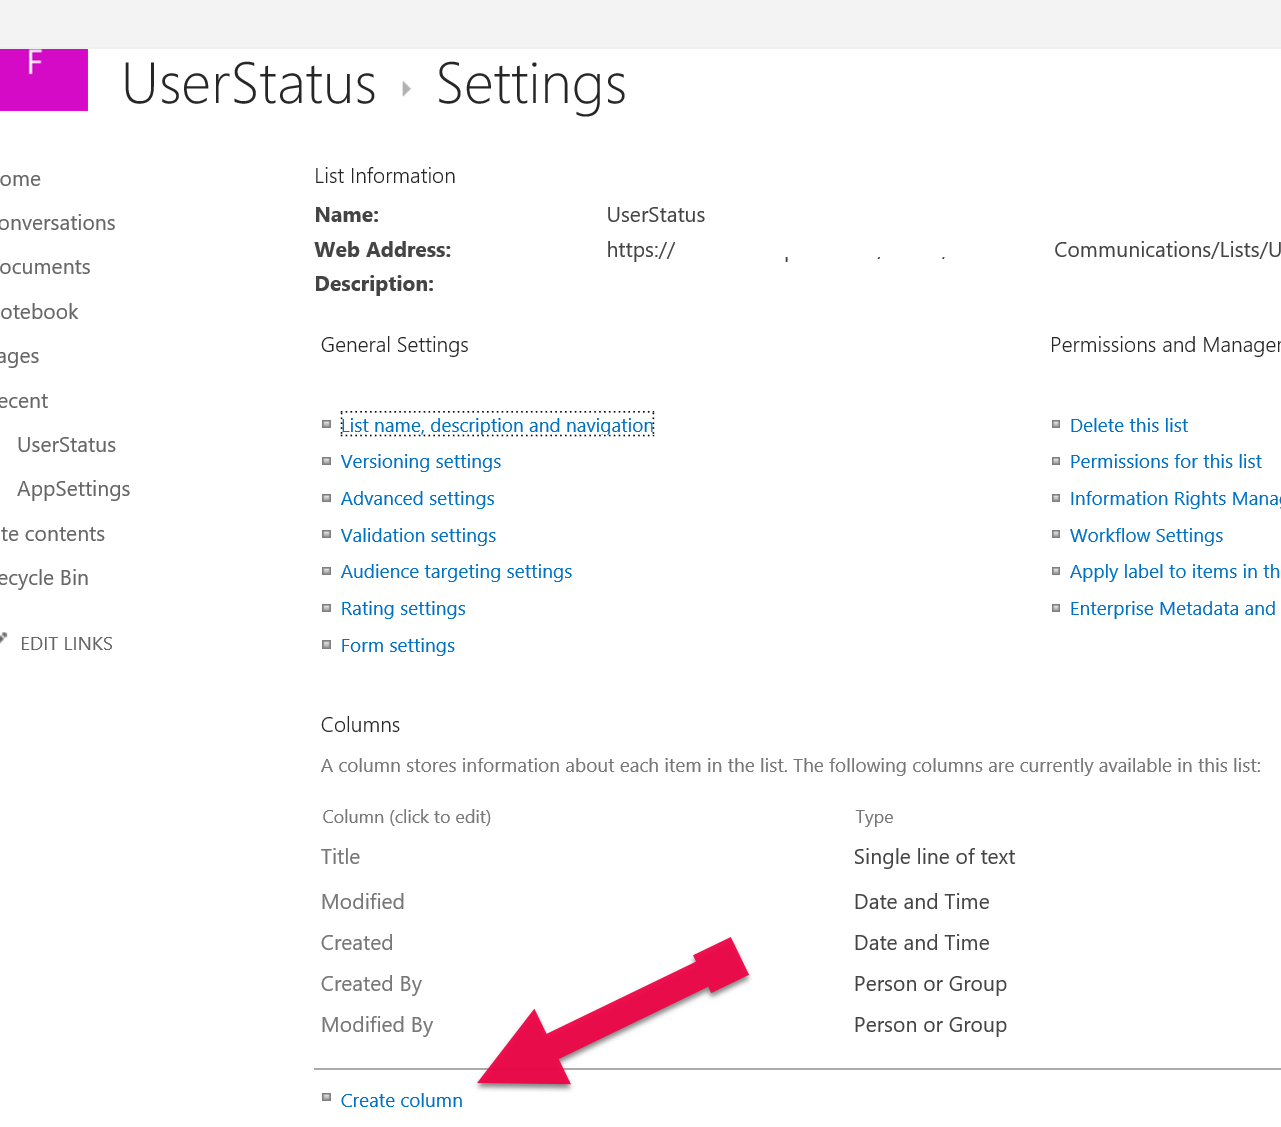 F
UserStatus Settings
ome
onversations
ocuments
otebook
ages
ecent
UserStatus
AppSettings
te contents
ecycle Bin
EDIT LINKS
List Information
Name: UserStatus
Web Address: https:// Communications/Lists/U
Description:
General Settings
List name, description and navigation
Versioning settings
Advanced settings
Validation settings
Audience targeting settings
Rating settings
Form settings
Permissions and Manager
Delete this list
Permissions for this list
Information Rights Mana
Workflow Settings
Apply label to items in th
Enterprise Metadata and
Columns
A column stores information about each item in the list. The following columns are currently available in this list:
Column (click to edit) Type
Title Single line of text
Modified Date and Time
Created Date and Time
Created By Person or Group
Modified By Person or Group
Create column